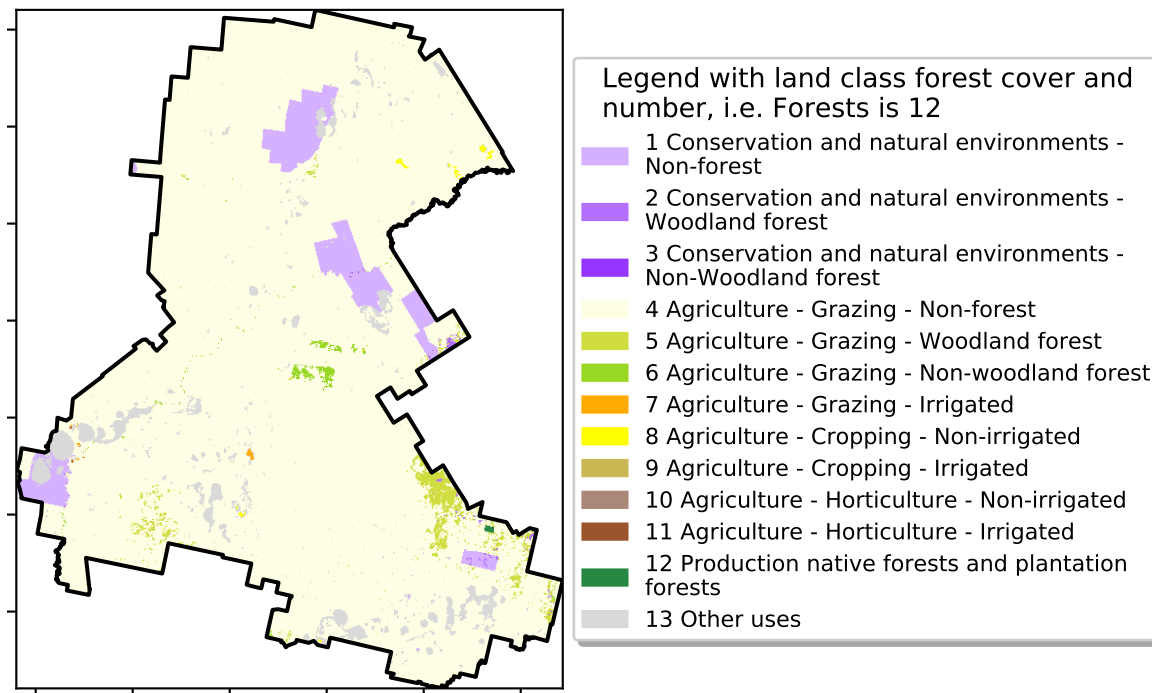 Legend with land class forest cover and
number, i.e. Forests is 12
1 Conservation and natural environments -
Non-forest
2 Conservation and natural environments -
Woodland forest
3 Conservation and natural environments -
Non-Woodland forest
4 Agriculture - Grazing - Non-forest
5 Agriculture - Grazing - Woodland forest
6 Agriculture - Grazing - Non-woodland forest
7 Agriculture - Grazing - Irrigated
8 Agriculture - Cropping - Non-irrigated
9 Agriculture - Cropping - Irrigated
10 Agriculture - Horticulture - Non-irrigated
11 Agriculture - Horticulture - Irrigated
12 Production native forests and plantation
forests
13 Other uses